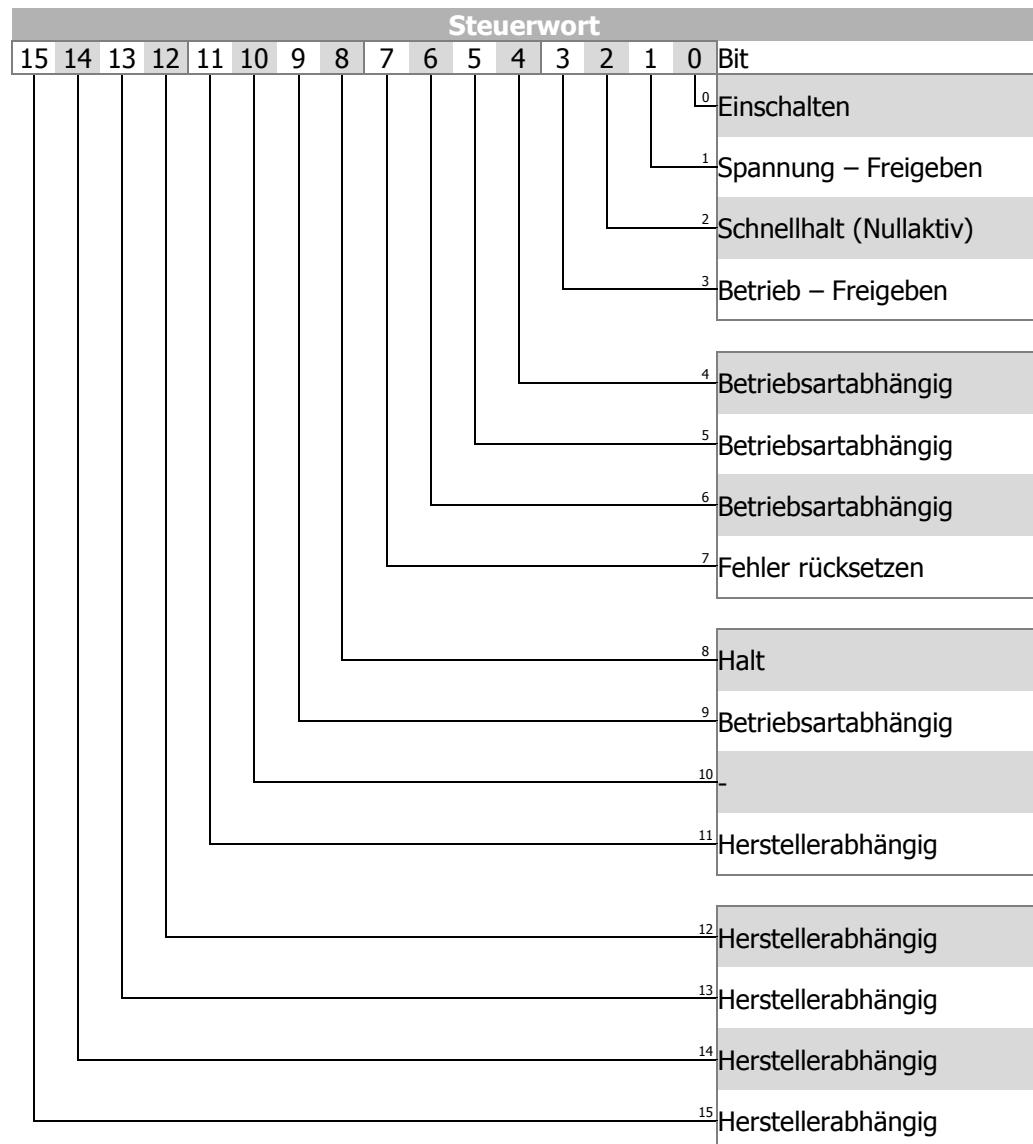 Steuerwort
15 14 13 12 11 10 9 8 7 6 5 4 3 2 1 0 Bit
0 Einschalten
1 Spannung – Freigeben
2 Schnellhalt (Nullaktiv)
3 Betrieb – Freigeben
4 Betriebsartabhängig
5 Betriebsartabhängig
6 Betriebsartabhängig
7 Fehler rücksetzen
8 Halt
9 Betriebsartabhängig
10 -
11 Herstellerabhängig
12 Herstellerabhängig
13 Herstellerabhängig
14 Herstellerabhängig
15 Herstellerabhängig